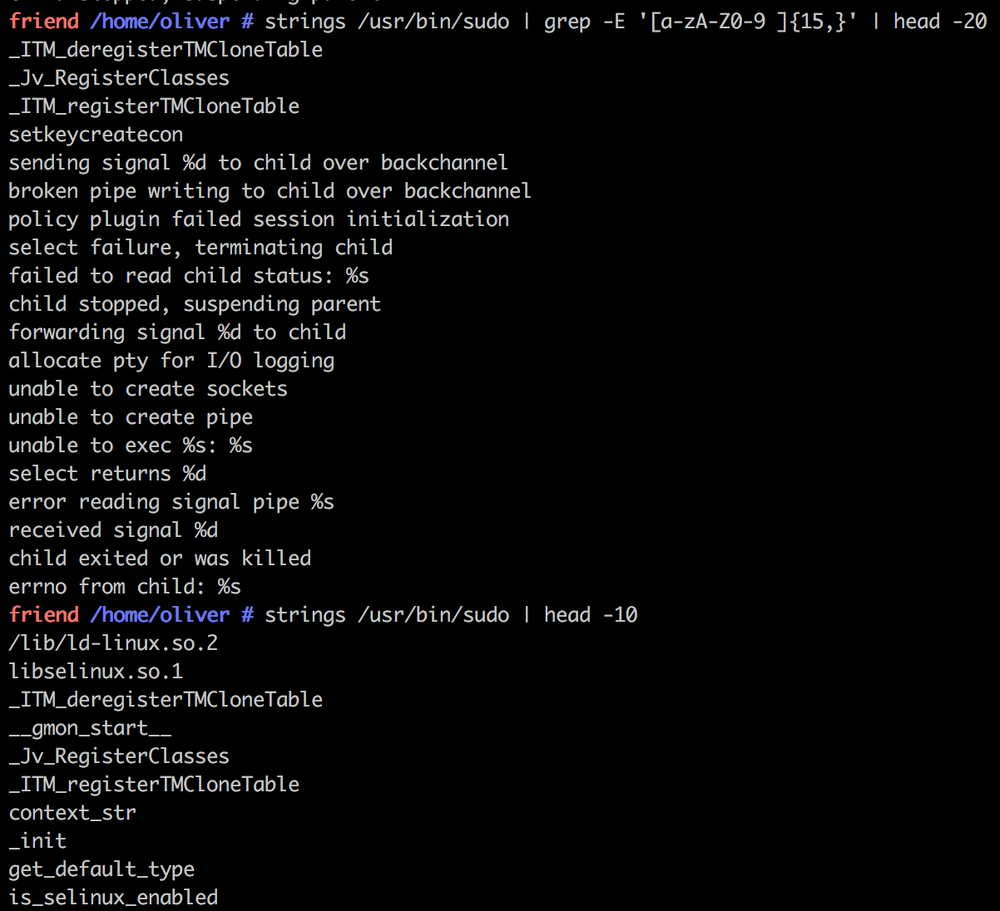 friend /home/oliver # strings /usr/bin/sudo | grep -E '[a-zA-Z0-9 ]{15,}' | head -20
_ITM_deregisterTMCloneTable
_Jv_RegisterClasses
_ITM_registerTMCloneTable
setkeycreatecon
sending signal %d to child over backchannel
broken pipe writing to child over backchannel
policy plugin failed session initialization
select failure, terminating child
failed to read child status: %s
child stopped, suspending parent
forwarding signal %d to child
allocate pty for I/O logging
unable to create sockets
unable to create pipe
unable to exec %s: %s
select returns %d
error reading signal pipe %s
received signal %d
child exited or was killed
errno from child: %s
friend /home/oliver # strings /usr/bin/sudo | head -10
/lib/ld-linux.so.2
libselinux.so.1
_ITM_deregisterTMCloneTable
__gmon_start__
_Jv_RegisterClasses
_ITM_registerTMCloneTable
context_str
_init
get_default_type
is_selinux_enabled